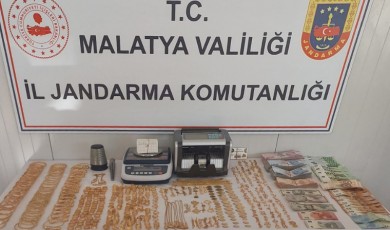 T.C.
MALATYA VALİLİĞİ
İL JANDARMA KOMUTANLIĞI
JANDARMA